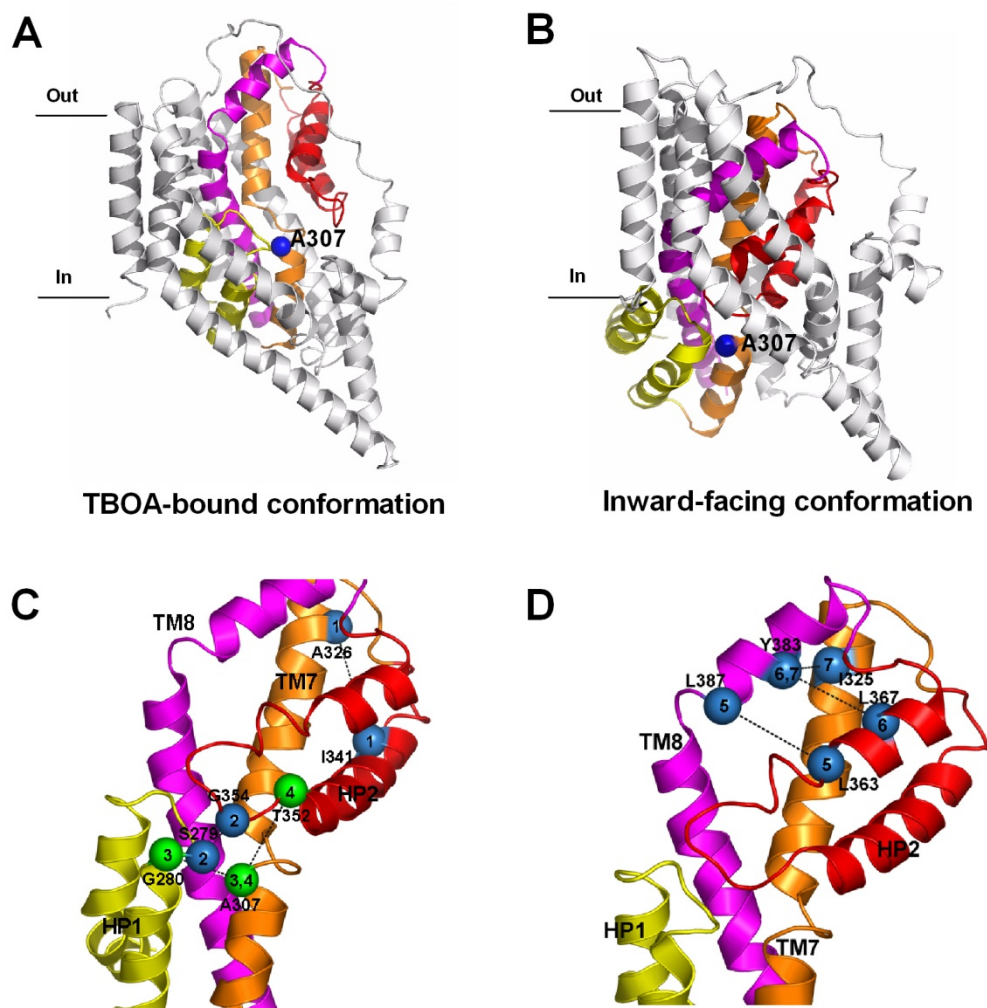 A
B
Out
Out
A307
In
In
A307
TBOA-bound conformation
Inward-facing conformation
C
D
TM8
1
A326
TM7
Y383
6,7
7
L387
I325
5
L367
6
1
I341
TM8
5
L363
4
G354
HP2
T352
2
S279
HP2
3
2
G280
3,4
A307
HP1
HP1
TM7